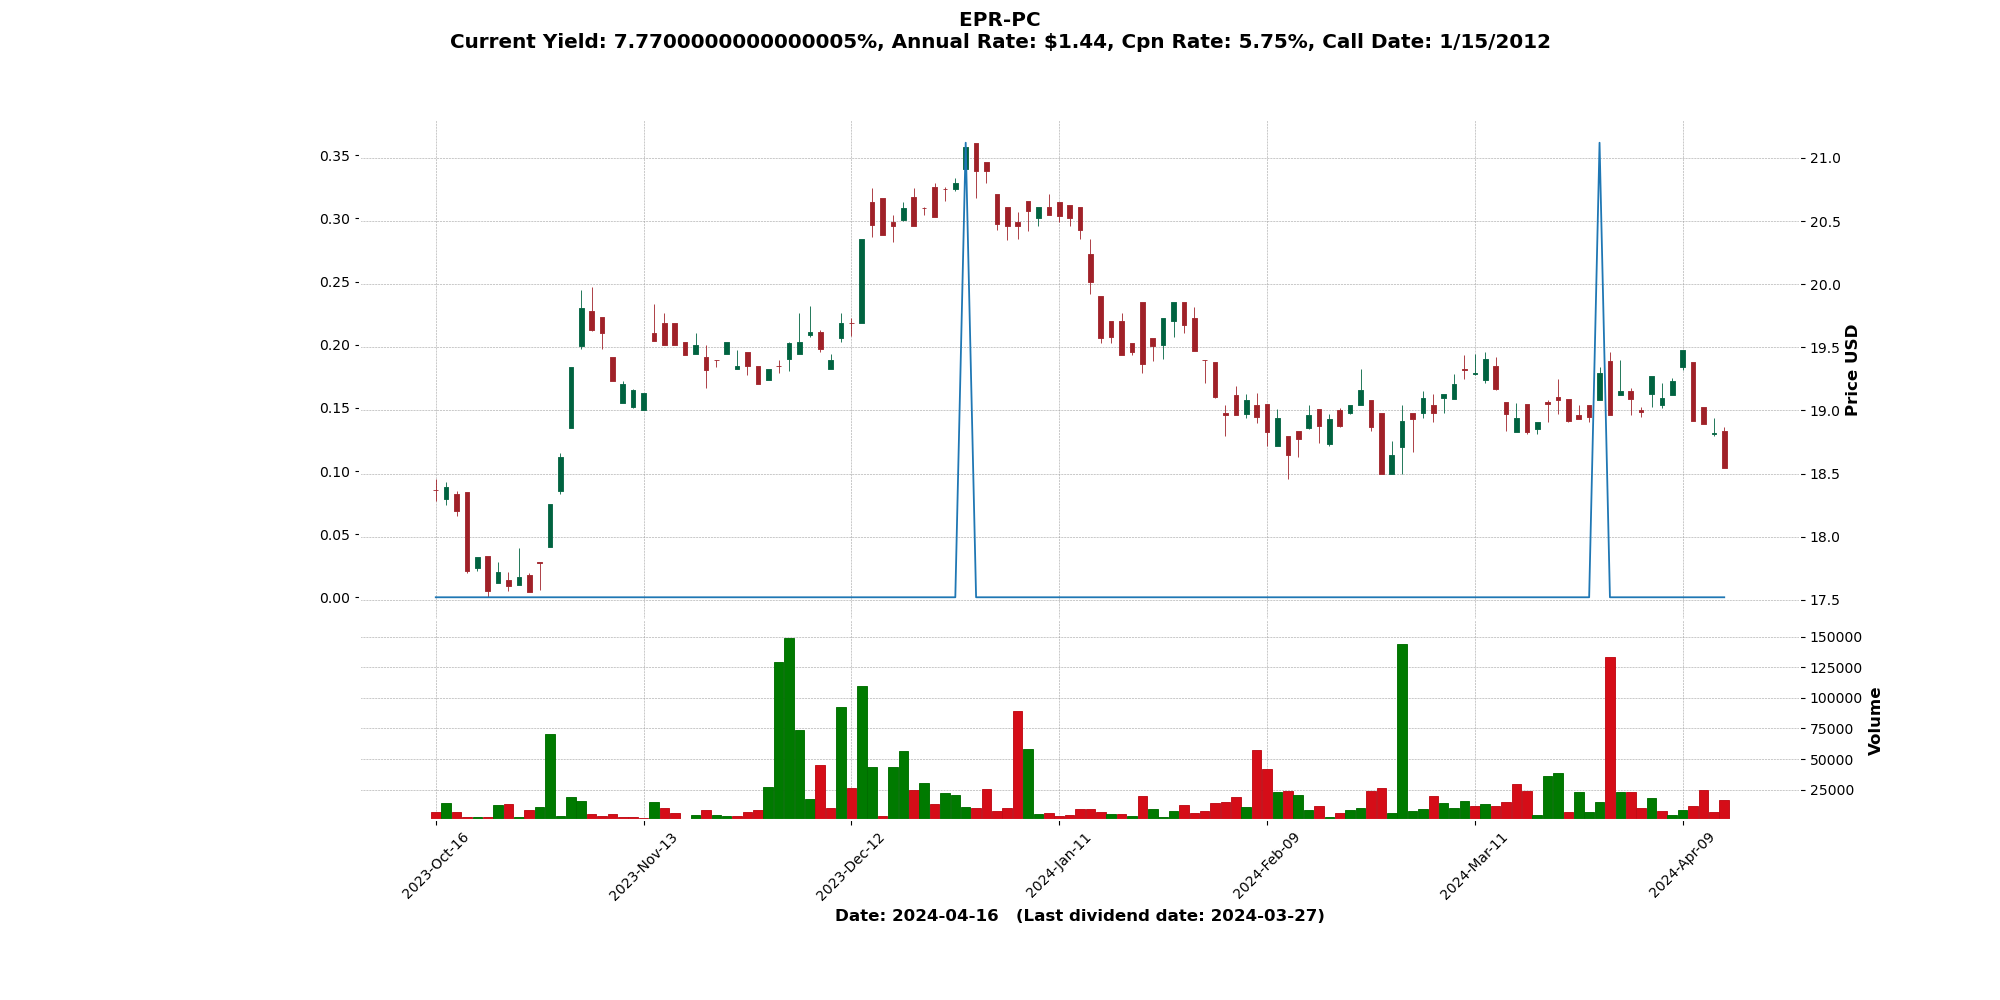 EPR-PC
Current Yield: 7.7700000000000005%, Annual Rate: $1.44, Cpn Rate: 5.75%, Call Date: 1/15/2012
0.35
0.30
0.25
0.20
0.15
0.10
0.05
0.00
21.0
20.5
20.0
19.5
19.0
18.5
18.0
17.5
Price USD
150000
125000
100000
75000
50000
25000
Volume
2023-Oct-16
2023-Nov-13
2023-Dec-12
2024-Jan-11
2024-Feb-09
2024-Mar-11
2024-Apr-09
Date: 2024-04-16 (Last dividend date: 2024-03-27)